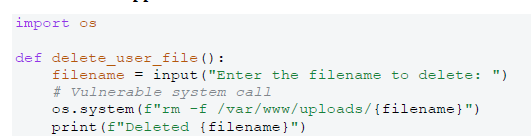 import os

def delete_user_file():
    filename = input("Enter the filename to delete: ")
    # Vulnerable system call
    os.system(f"rm -f /var/www/uploads/{filename}")
    print(f"Deleted {filename}")